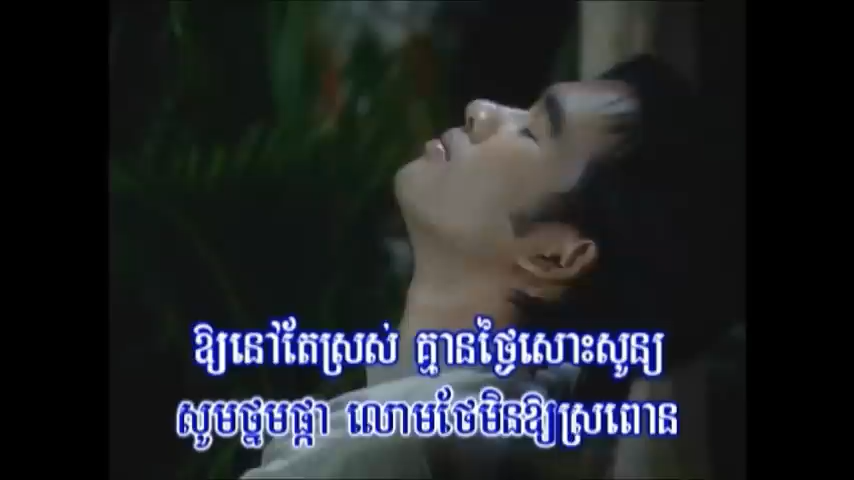 ឱ្យនៅតែស្រស់ គ្មានថ្ងៃសោះសូន្យ
សូមថ្នមផ្កា លោមថែមិនឱ្យស្រពោន